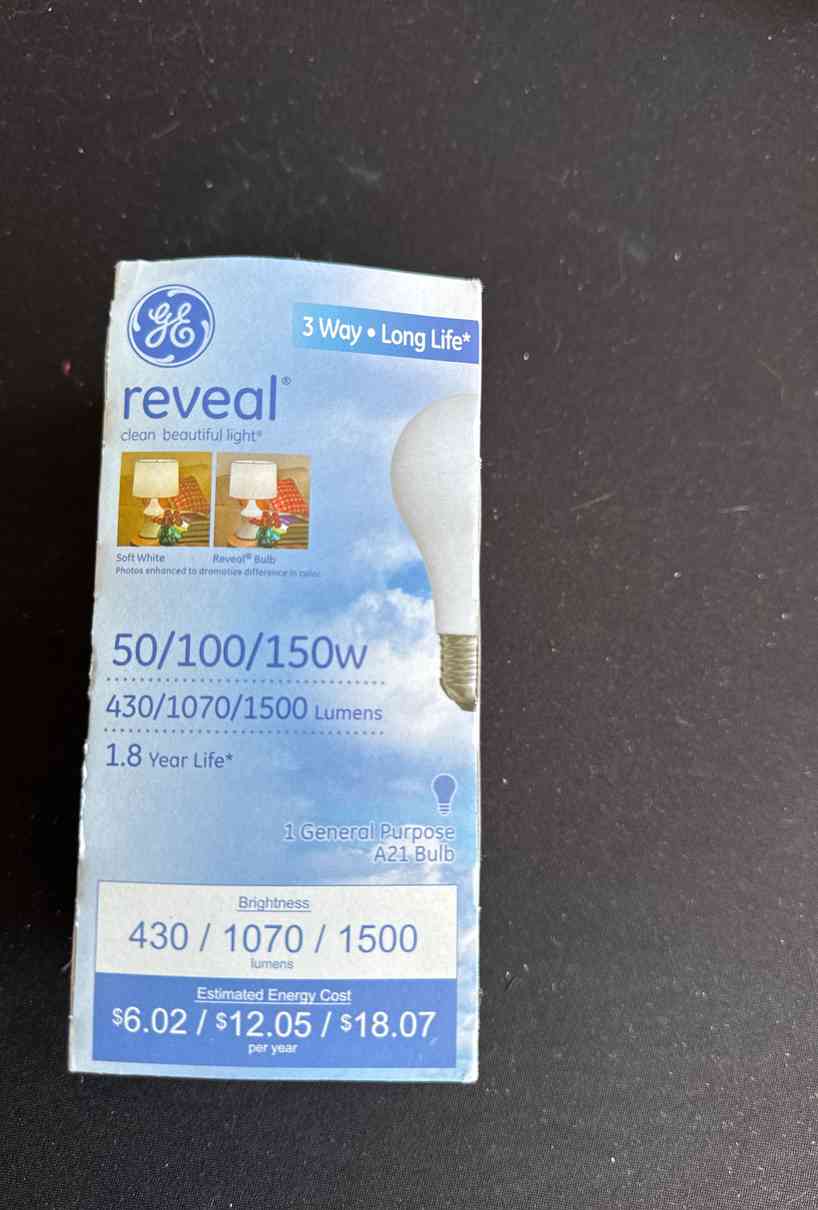 GE
3 Way • Long Life*
reveal®
clean beautiful light®
Soft White Reveal® Bulb
Photos enhanced to dramatize difference in color.
50/100/150w
430/1070/1500 Lumens
1.8 Year Life*
1 General Purpose
A21 Bulb
Brightness
430 / 1070 / 1500
lumens
Estimated Energy Cost
$6.02 / $12.05 / $18.07
per year